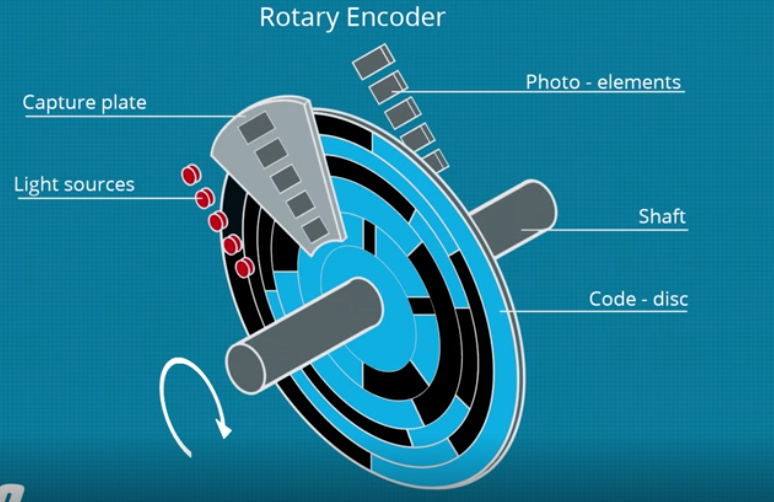 Rotary Encoder
Photo - elements
Capture plate
Light sources
Shaft
Code - disc